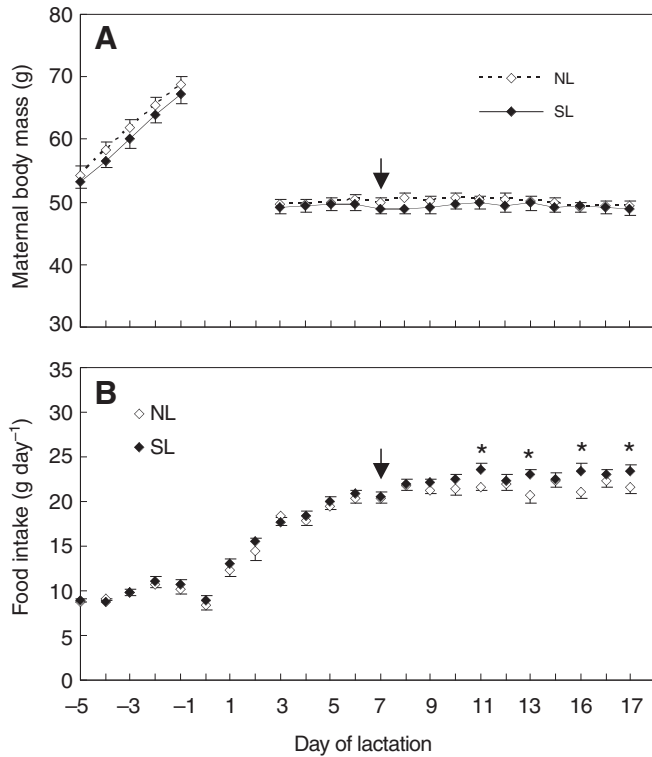 A
80
70
60
50
40
30
Maternal body mass (g)
NL
SL
B
35
30
25
20
15
10
5
0
Food intake (g day⁻¹)
NL
SL
* * * *
–5 –3 –1 1 3 5 7 9 11 13 15 17
Day of lactation